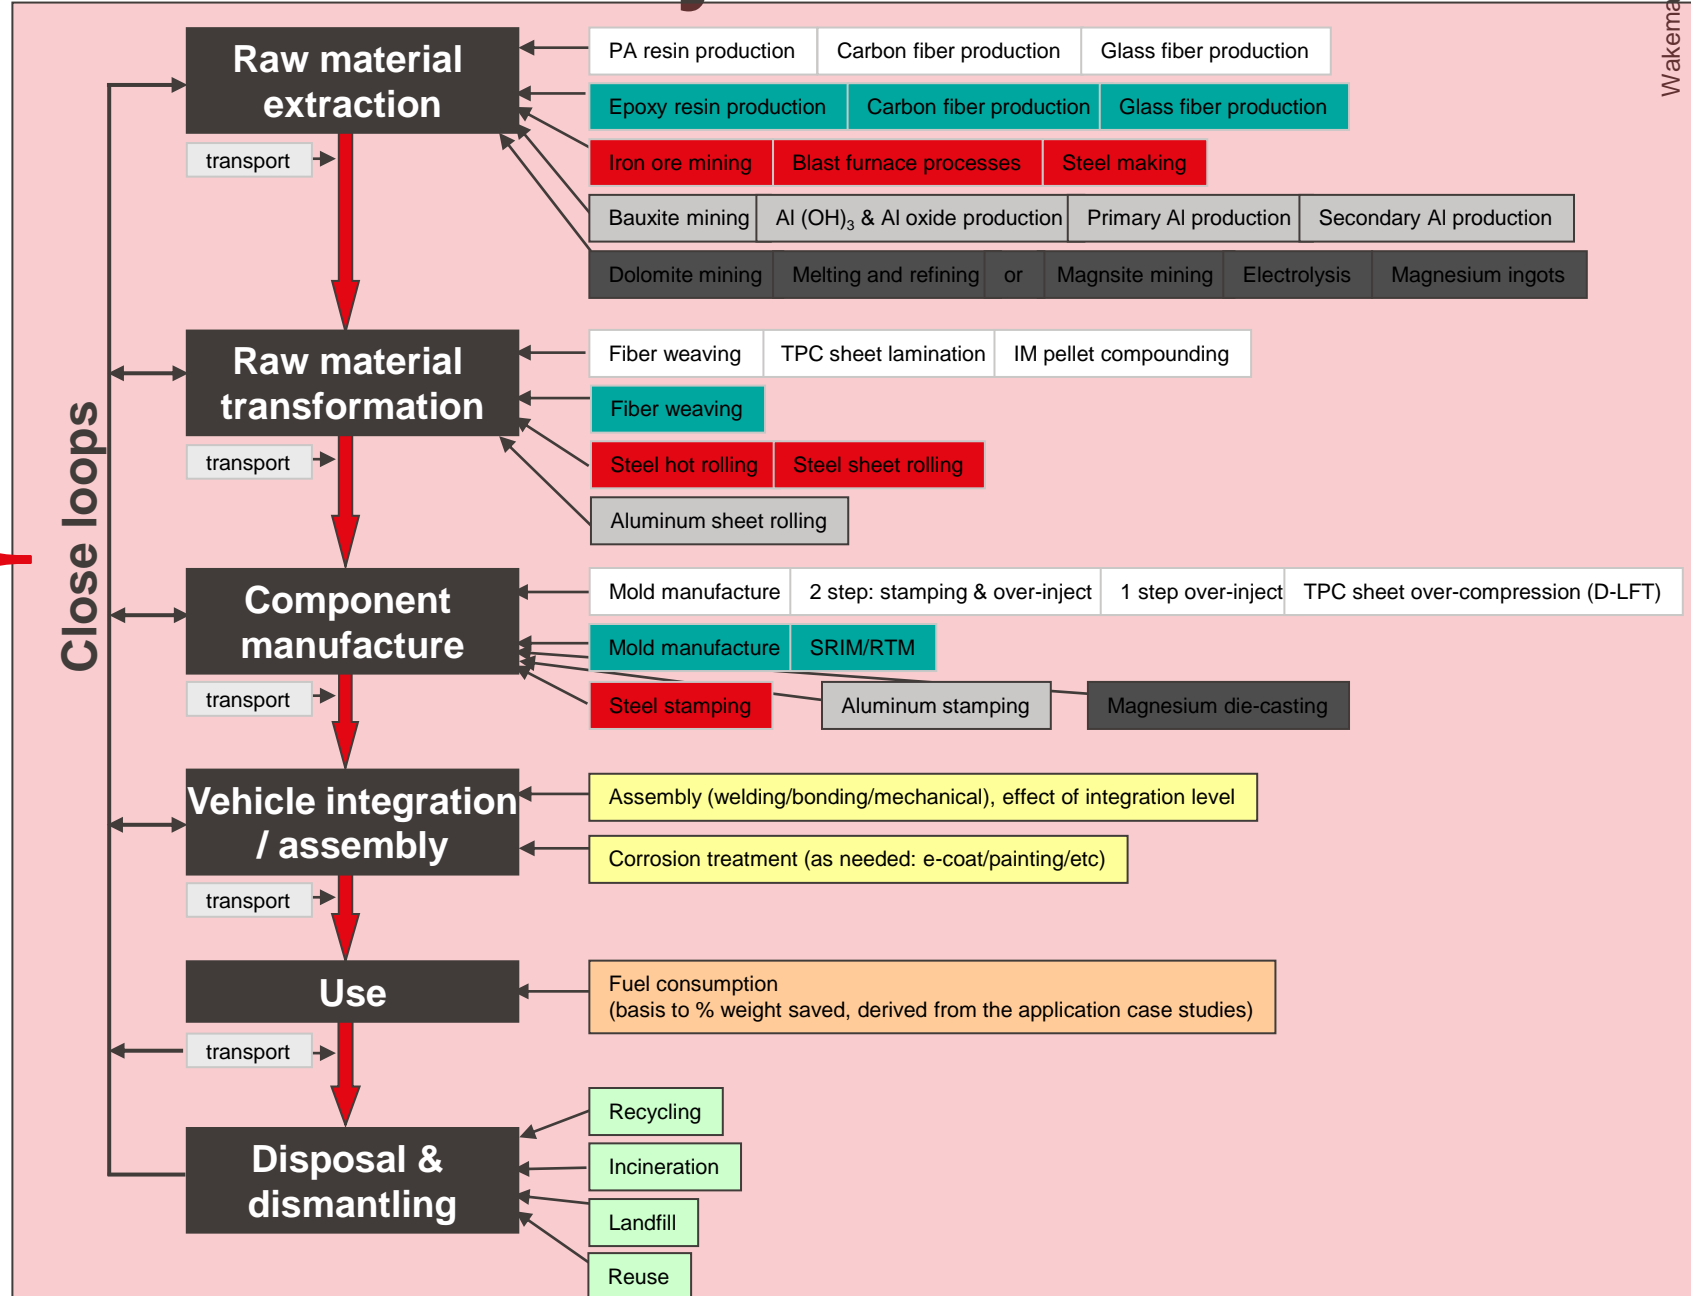 Wakema
Raw material
extraction
PA resin production Carbon fiber production Glass fiber production
Epoxy resin production Carbon fiber production Glass fiber production
Iron ore mining Blast furnace processes Steel making
transport
Bauxite mining Al (OH)₃ & Al oxide production Primary Al production Secondary Al production
Dolomite mining Melting and refining or Magnsite mining Electrolysis Magnesium ingots
Raw material
transformation
Fiber weaving TPC sheet lamination IM pellet compounding
Fiber weaving
transport
Steel hot rolling Steel sheet rolling
Aluminum sheet rolling
Close loops
Component
manufacture
Mold manufacture 2 step: stamping & over-inject 1 step over-inject TPC sheet over-compression (D-LFT)
Mold manufacture SRIM/RTM
transport
Steel stamping Aluminum stamping Magnesium die-casting
Vehicle integration
/ assembly
Assembly (welding/bonding/mechanical), effect of integration level
Corrosion treatment (as needed: e-coat/painting/etc)
transport
Use
Fuel consumption
(basis to % weight saved, derived from the application case studies)
transport
Disposal &
dismantling
Recycling
Incineration
Landfill
Reuse